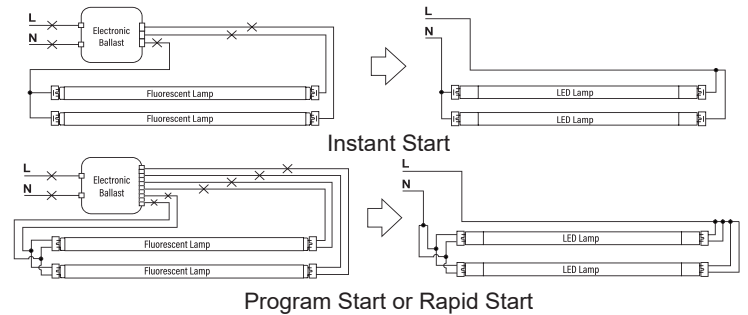 L
N
Electronic
Ballast
Fluorescent Lamp
Fluorescent Lamp
L
N
LED Lamp
LED Lamp
Instant Start
L
N
Electronic
Ballast
Fluorescent Lamp
Fluorescent Lamp
L
N
LED Lamp
LED Lamp
Program Start or Rapid Start